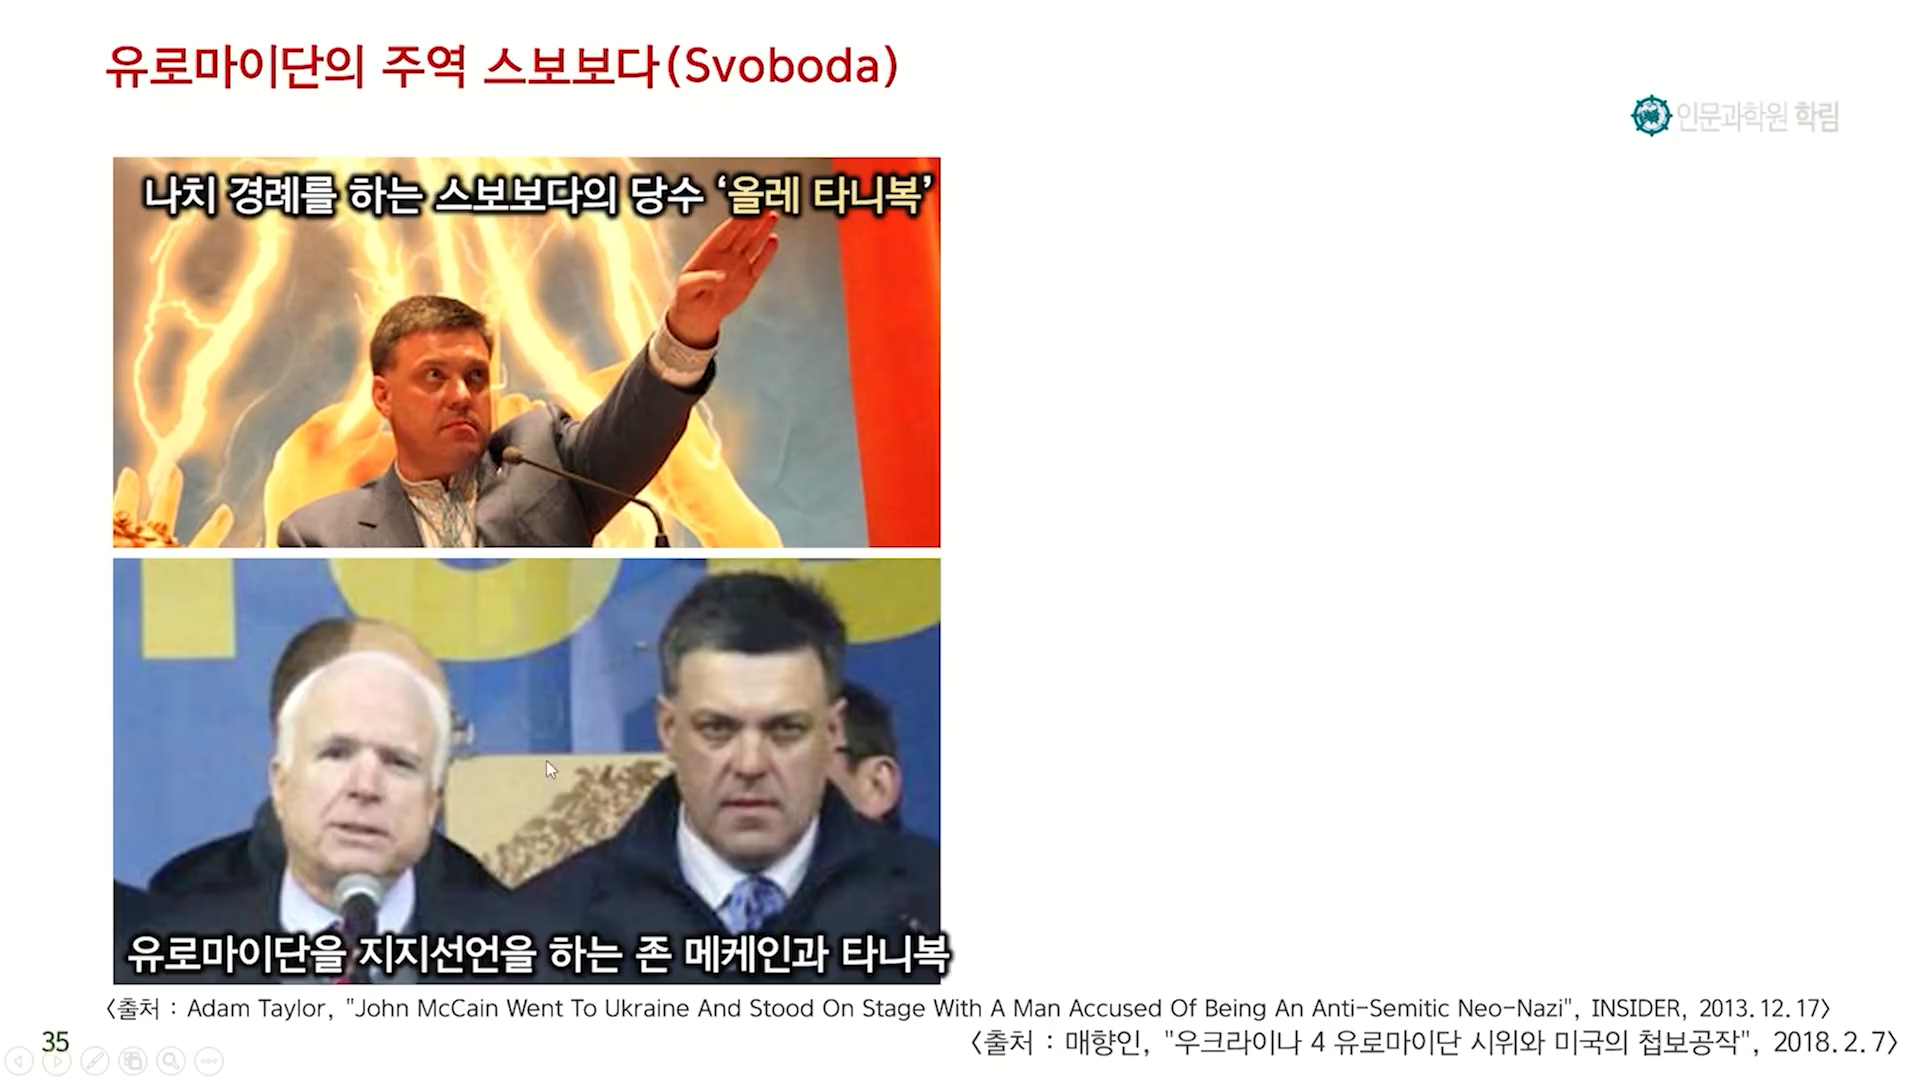 유로마이단의 주역 스보보다(Svoboda)
인문과학원 학림
나치 경례를 하는 스보보다의 당수 ‘올레 타니복’
유로마이단을 지지선언을 하는 존 메케인과 타니복
<출처 : Adam Taylor, "John McCain Went To Ukraine And Stood On Stage With A Man Accused Of Being An Anti-Semitic Neo-Nazi", INSIDER, 2013.12.17>
35
<출처 : 매향인, "우크라이나 4 유로마이단 시위와 미국의 첩보공작", 2018.2.7>